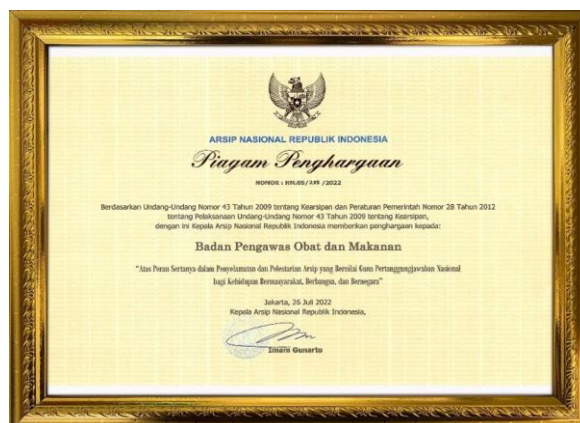 ARSIP NASIONAL REPUBLIK INDONESIA
Piagam Penghargaan
NOMOR : HM.05/ /2022
Berdasarkan Undang-Undang Nomor 43 Tahun 2009 tentang Kearsipan dan Peraturan Pemerintah Nomor 28 Tahun 2012
tentang Pelaksanaan Undang-Undang Nomor 43 Tahun 2009 tentang Kearsipan,
dengan ini Kepala Arsip Nasional Republik Indonesia memberikan penghargaan kepada:
Badan Pengawas Obat dan Makanan
"Atas Peran Sertanya dalam Penyelamatan dan Pelestarian Arsip yang Bernilai Guna Pertanggungjawaban Nasional
bagi Kehidupan Bermasyarakat, Berbangsa, dan Bernegara"
Jakarta, 26 Juli 2022
Kepala Arsip Nasional Republik Indonesia,
Imam Gunarto